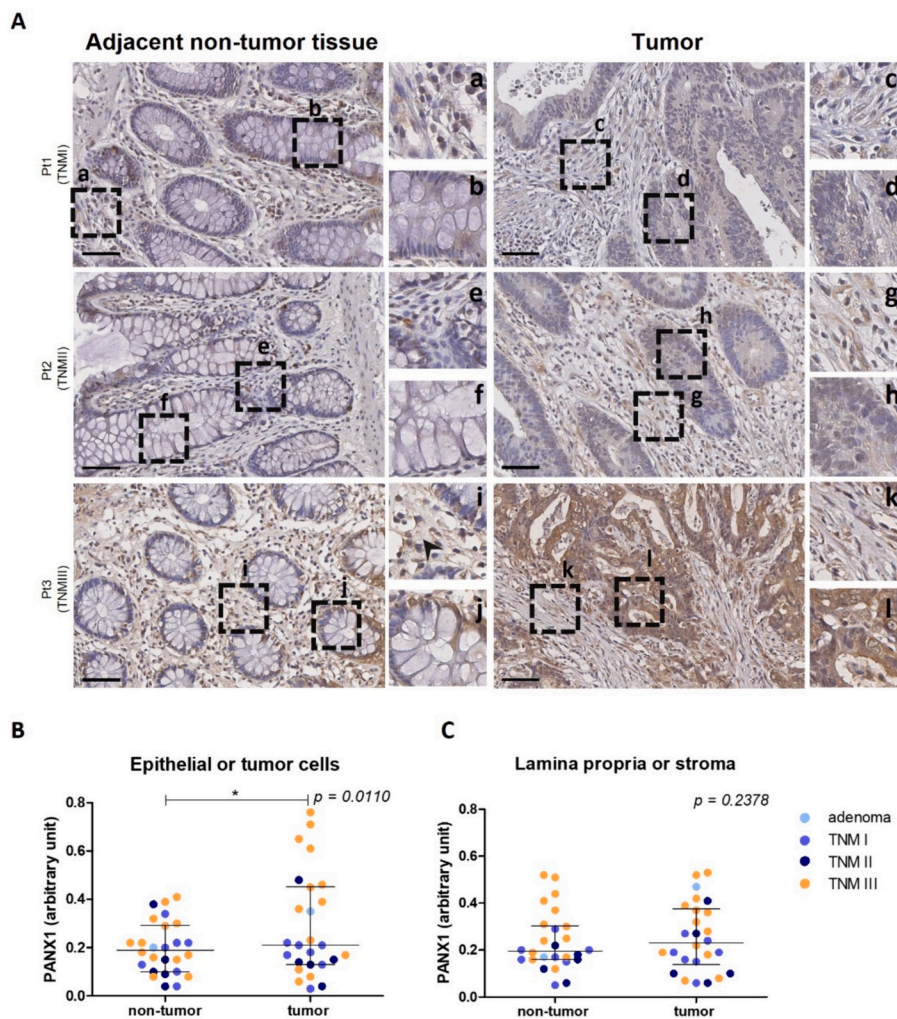 A
Adjacent non-tumor tissue
Tumor
Pt1
(TNMI)
a
b
a
b
c
d
c
d
Pt2
(TNMII)
e
f
e
f
h
g
g
h
Pt3
(TNMIII)
i
j
i
j
k
l
k
l
B
Epithelial or tumor cells
*
p = 0.0110
PANX1 (arbitrary unit)
0.8
0.6
0.4
0.2
0.0
non-tumor
tumor
C
Lamina propria or stroma
p = 0.2378
PANX1 (arbitrary unit)
0.8
0.6
0.4
0.2
0.0
non-tumor
tumor
adenoma
TNM I
TNM II
TNM III